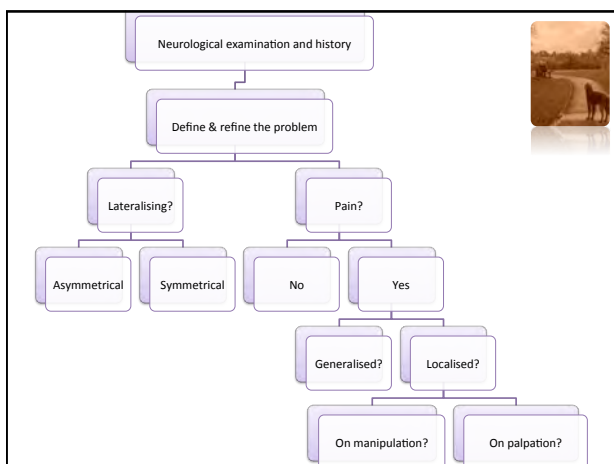 Neurological examination and history
Define & refine the problem
Lateralising?
Pain?
Asymmetrical
Symmetrical
No
Yes
Generalised?
Localised?
On manipulation?
On palpation?